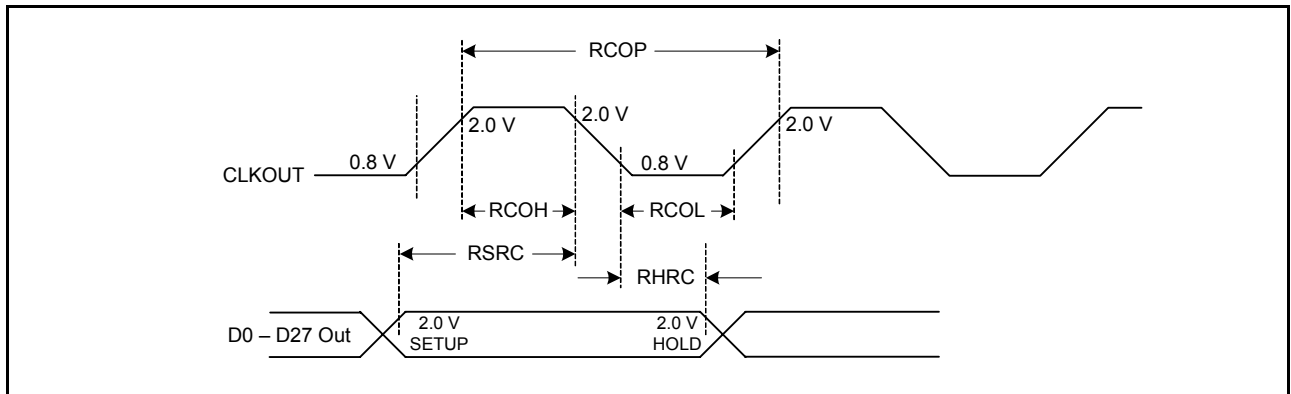 RCOP
2.0 V 2.0 V 2.0 V
0.8 V 0.8 V
CLKOUT
RCOH RCOL
RSRC
RHRC
D0 – D27 Out 2.0 V 2.0 V
SETUP HOLD